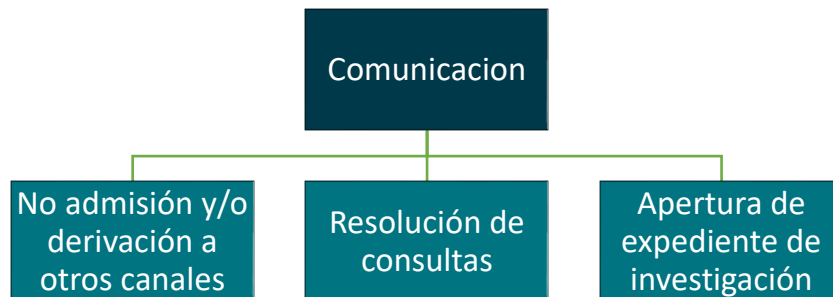 Comunicacion
No admisión y/o
derivación a
otros canales
Resolución de
consultas
Apertura de
expediente de
investigación